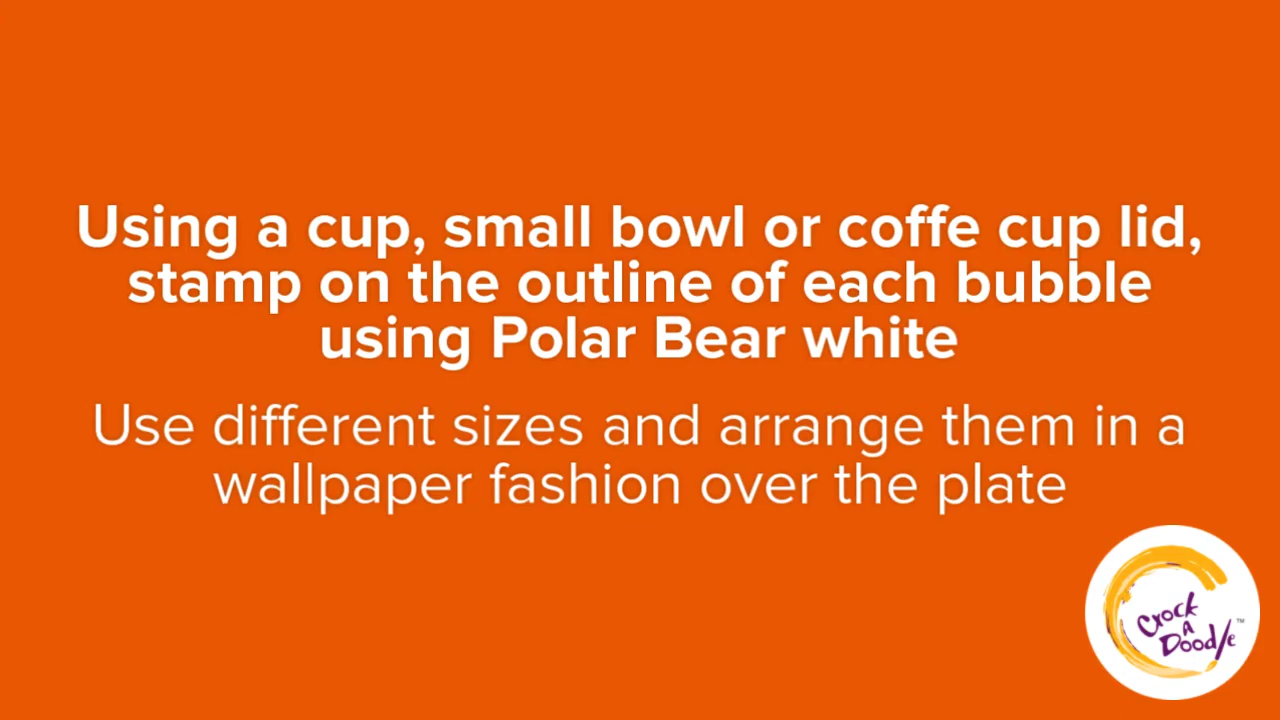 Using a cup, small bowl or coffe cup lid,
stamp on the outline of each bubble
using Polar Bear white
Use different sizes and arrange them in a
wallpaper fashion over the plate
Crock
A
Doodle
TM